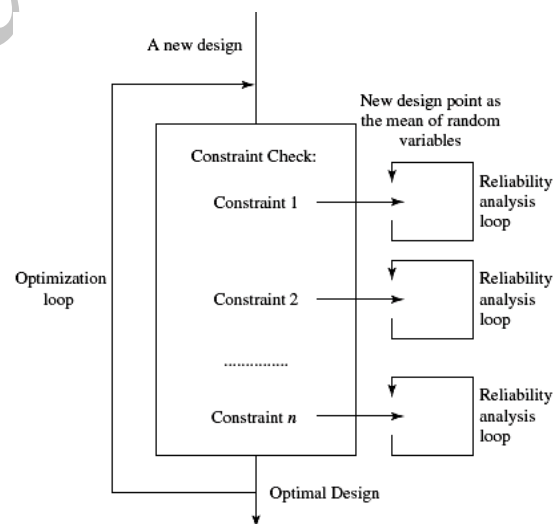 A new design
New design point as
the mean of random
variables
Constraint Check:
Constraint 1
Reliability
analysis
loop
Optimization
loop
Constraint 2
Reliability
analysis
loop
...............
Constraint n
Reliability
analysis
loop
Optimal Design